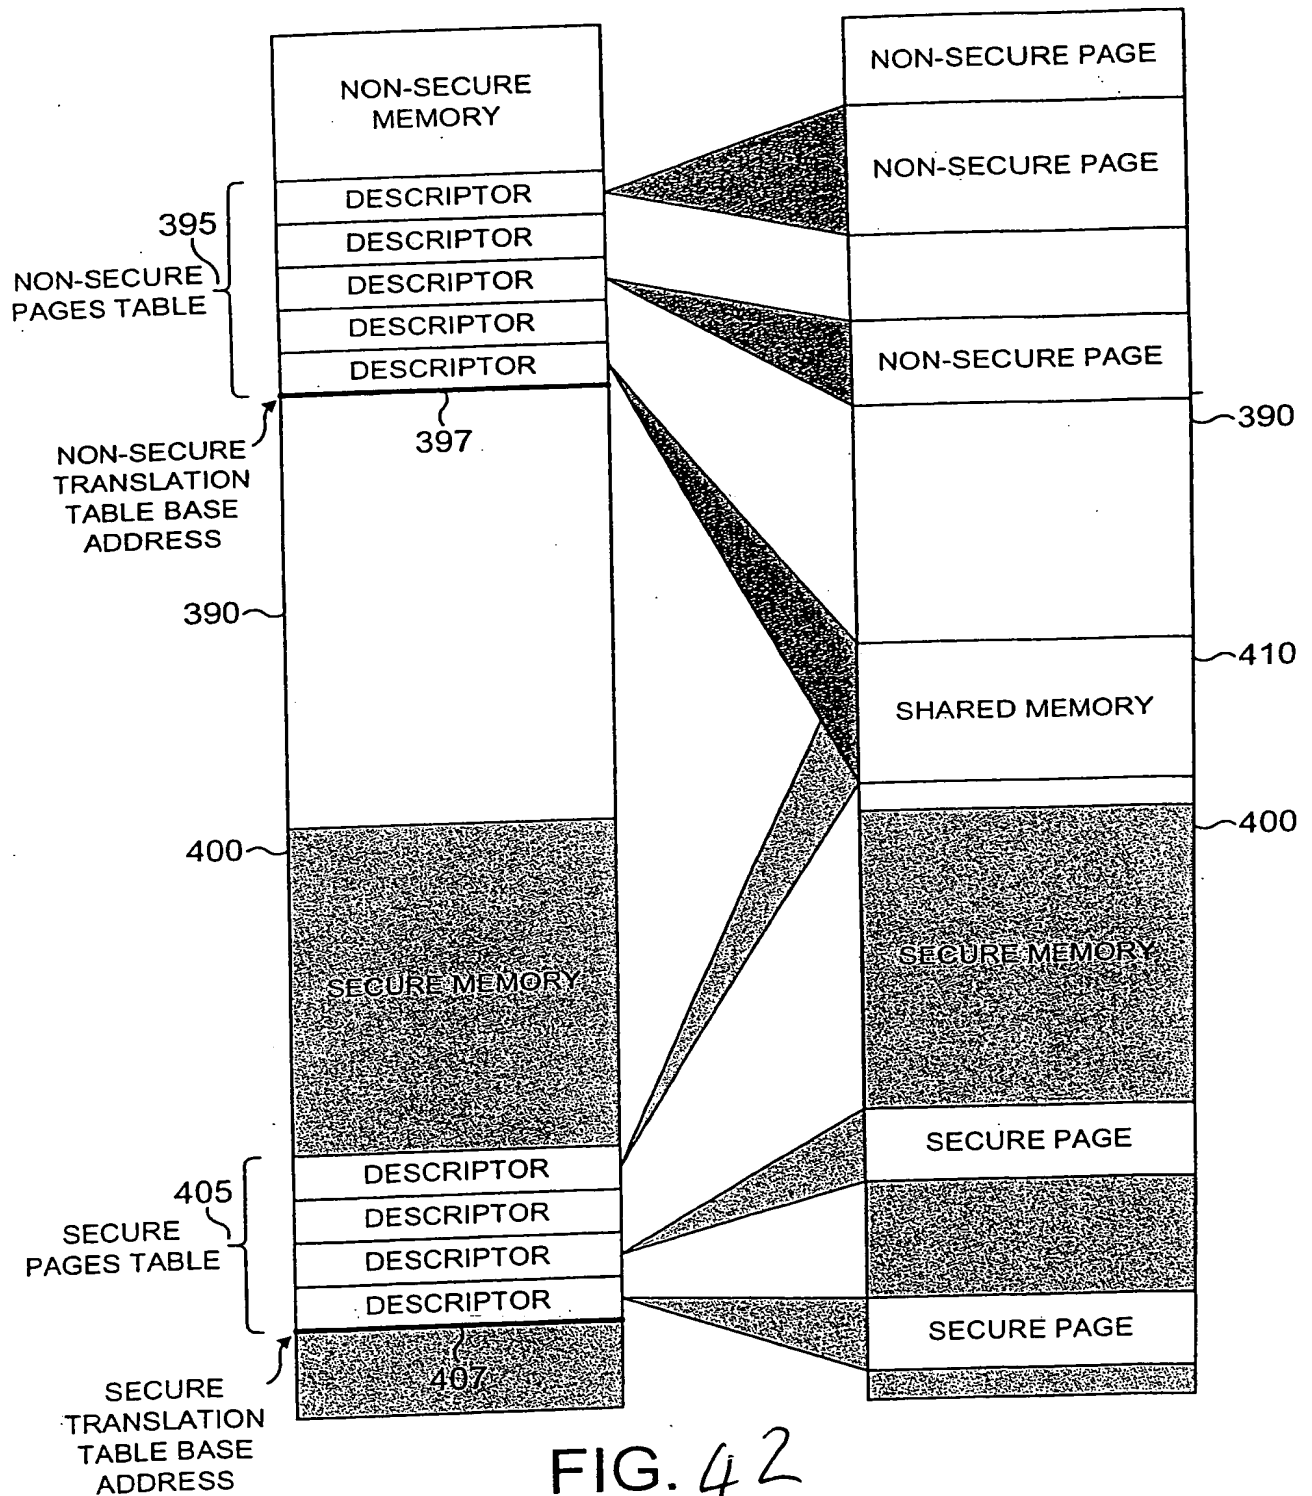 NON-SECURE
MEMORY
DESCRIPTOR
DESCRIPTOR
DESCRIPTOR
DESCRIPTOR
DESCRIPTOR
395
NON-SECURE
PAGES TABLE
397
NON-SECURE
TRANSLATION
TABLE BASE
ADDRESS
390
400
SECURE MEMORY
DESCRIPTOR
DESCRIPTOR
DESCRIPTOR
DESCRIPTOR
405
SECURE
PAGES TABLE
407
SECURE
TRANSLATION
TABLE BASE
ADDRESS
NON-SECURE PAGE
NON-SECURE PAGE
NON-SECURE PAGE
390
410
SHARED MEMORY
400
SECURE MEMORY
SECURE PAGE
SECURE PAGE
FIG. 42